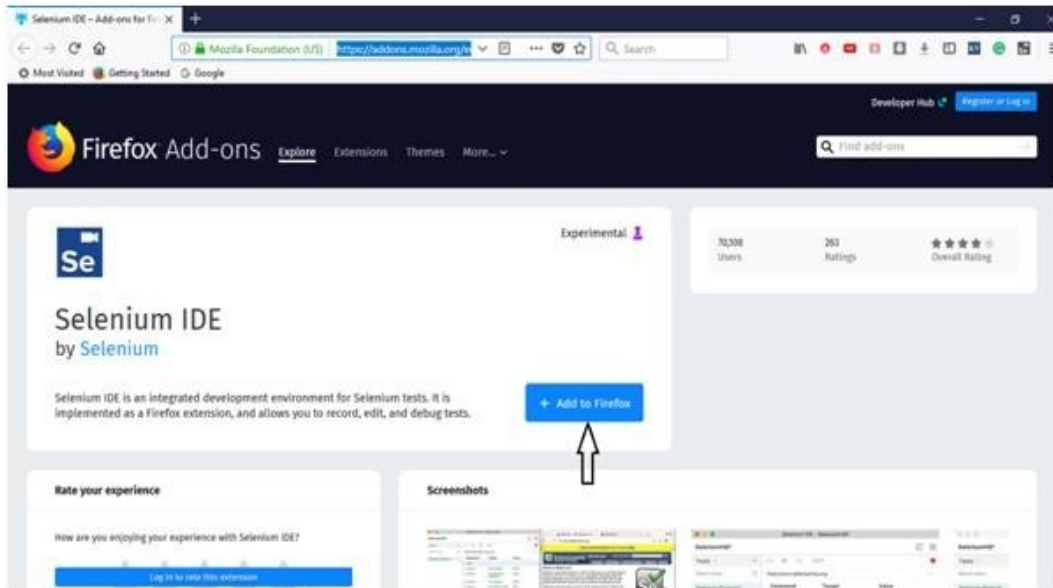 Selenium IDE – Add-ons for Fir
Mozilla Foundation (US) https://addons.mozilla.org/e
Search
Most Visited Getting Started Google
Developer Hub Register or Log in
Firefox Add-ons Explore Extensions Themes More...
Find add-ons
Se
Experimental
Selenium IDE
by Selenium
Selenium IDE is an integrated development environment for Selenium tests. It is
implemented as a Firefox extension, and allows you to record, edit, and debug tests.
+ Add to Firefox
263
Users Ratings Overall Rating
Rate your experience
How are you enjoying your experience with Selenium IDE?
Log in to rate this extension
Screenshots